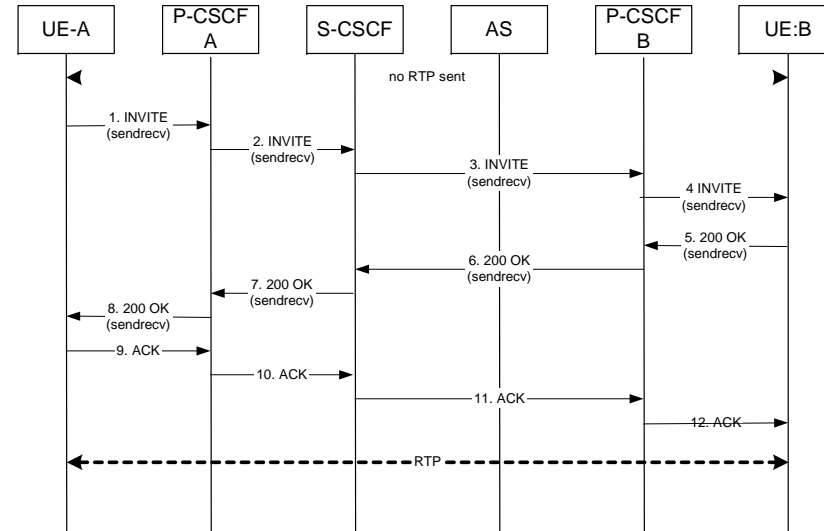 UE-A
P-CSCF
A
S-CSCF
AS
P-CSCF
B
UE:B
no RTP sent
1. INVITE
(sendrecv)
2. INVITE
(sendrecv)
3. INVITE
(sendrecv)
4 INVITE
(sendrecv)
5. 200 OK
(sendrecv)
6. 200 OK
(sendrecv)
7. 200 OK
(sendrecv)
8. 200 OK
(sendrecv)
9. ACK
10. ACK
11. ACK
12. ACK
RTP